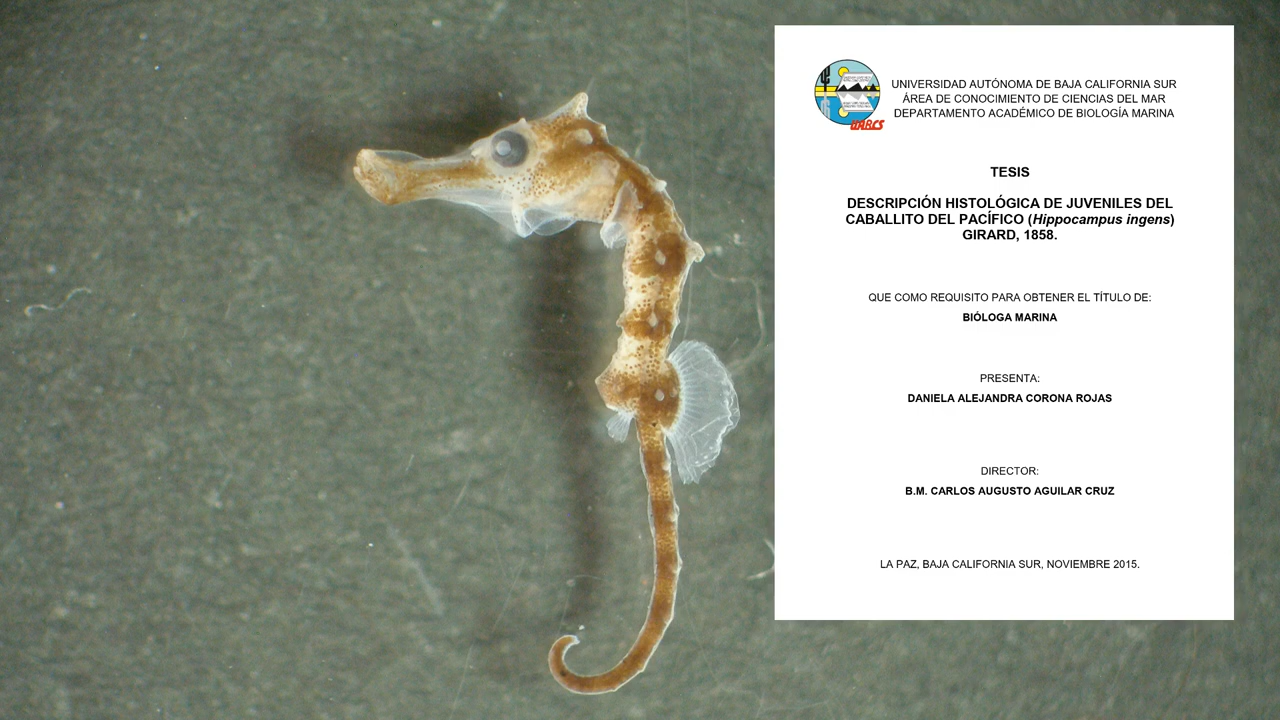 UABCS
UNIVERSIDAD AUTÓNOMA DE BAJA CALIFORNIA SUR
ÁREA DE CONOCIMIENTO DE CIENCIAS DEL MAR
DEPARTAMENTO ACADÉMICO DE BIOLOGÍA MARINA
TESIS
DESCRIPCIÓN HISTOLÓGICA DE JUVENILES DEL
CABALLITO DEL PACÍFICO (Hippocampus ingens)
GIRARD, 1858.
QUE COMO REQUISITO PARA OBTENER EL TÍTULO DE:
BIÓLOGA MARINA
PRESENTA:
DANIELA ALEJANDRA CORONA ROJAS
DIRECTOR:
B.M. CARLOS AUGUSTO AGUILAR CRUZ
LA PAZ, BAJA CALIFORNIA SUR, NOVIEMBRE 2015.